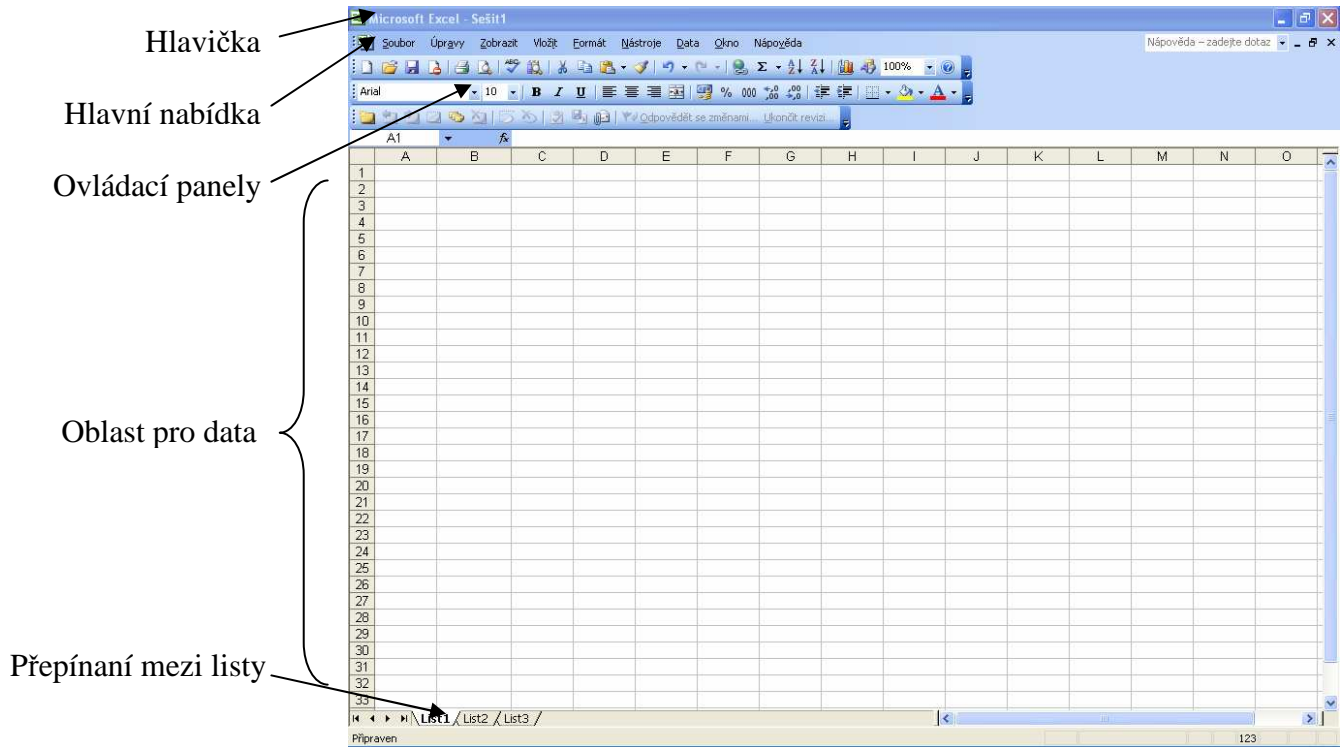 Hlavička
Hlavní nabídka
Ovládací panely
Oblast pro data
Přepínaní mezi listy
Microsoft Excel - Sešit1
Soubor Úpravy Zobrazit Vložit Formát Nástroje Data Okno Nápověda
Nápověda – zadejte dotaz
100%
Arial 10 B I U % 000
Odpovědět se změnami... Ukončit revizi...
A1 fx
A B C D E F G H I J K L M N O
1
2
3
4
5
6
7
8
9
10
11
12
13
14
15
16
17
18
19
20
21
22
23
24
25
26
27
28
29
30
31
32
33
List1 List2 List3
Připraven
123